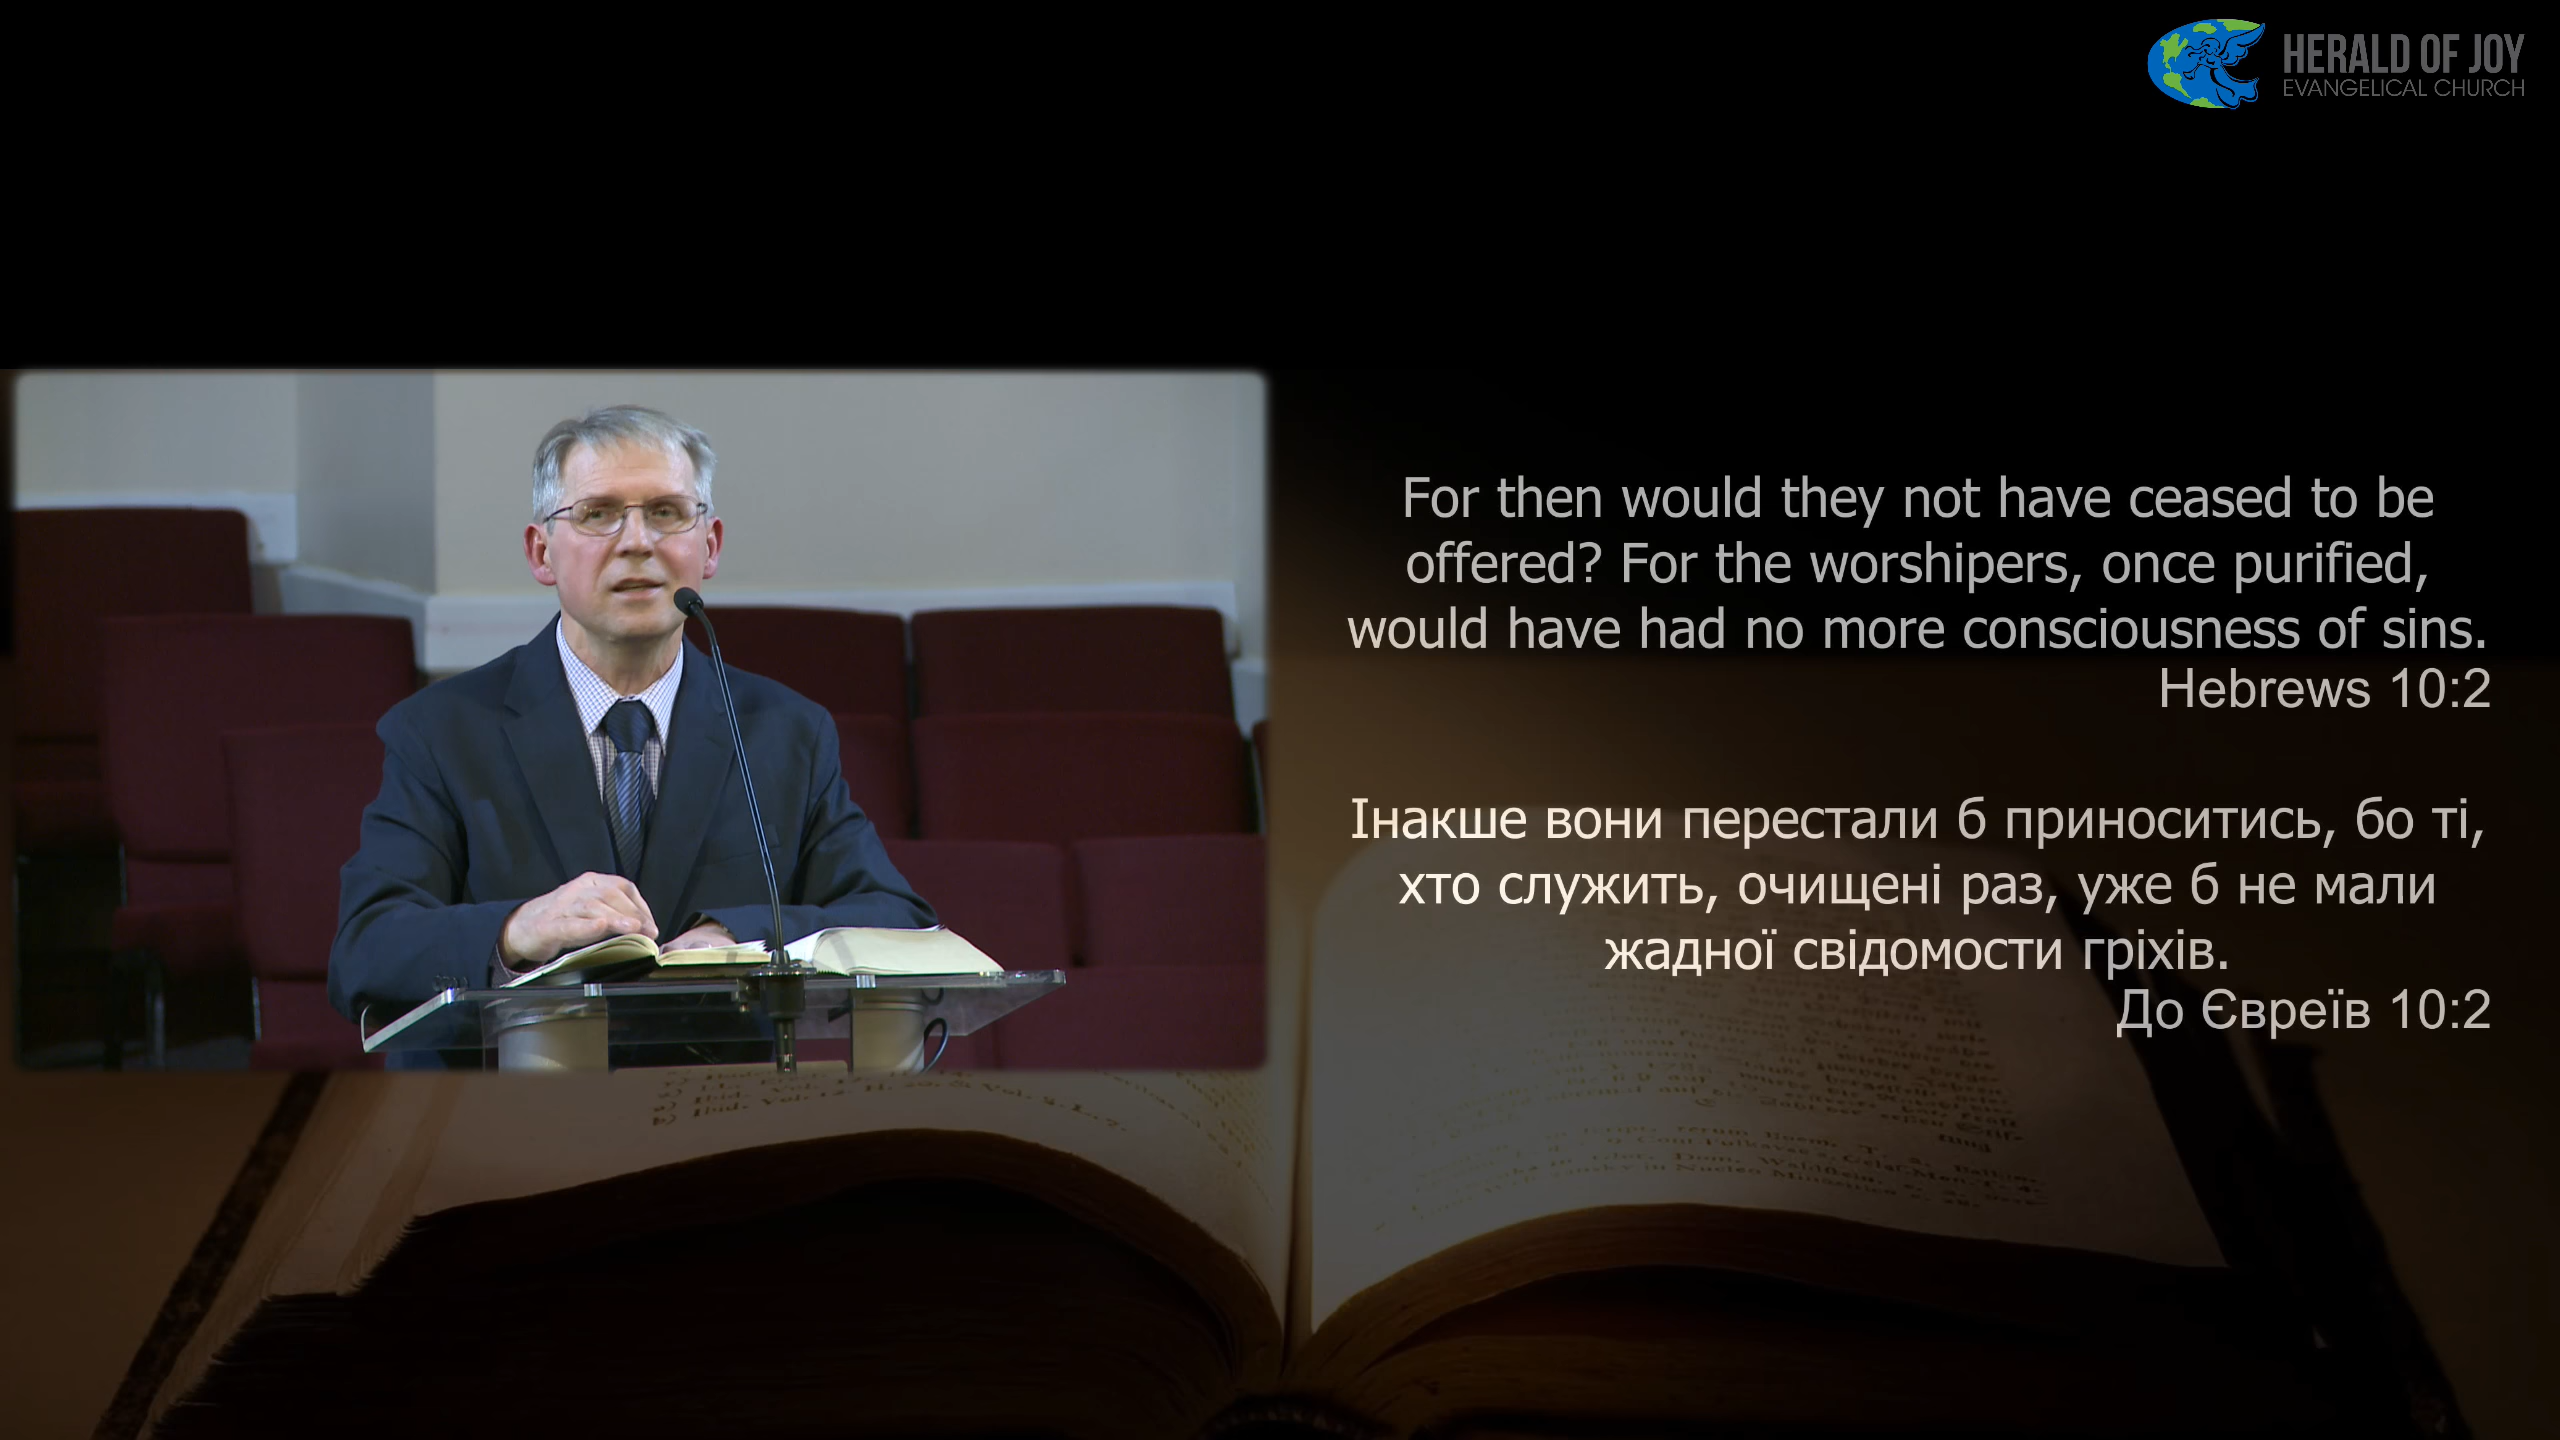 HERALD OF JOY
EVANGELICAL CHURCH
For then would they not have ceased to be
offered? For the worshipers, once purified,
would have had no more consciousness of sins.
Hebrews 10:2
Інакше вони перестали б приноситись, бо ті,
хто служить, очищені раз, уже б не мали
жадної свідомости гріхів.
До Євреїв 10:2